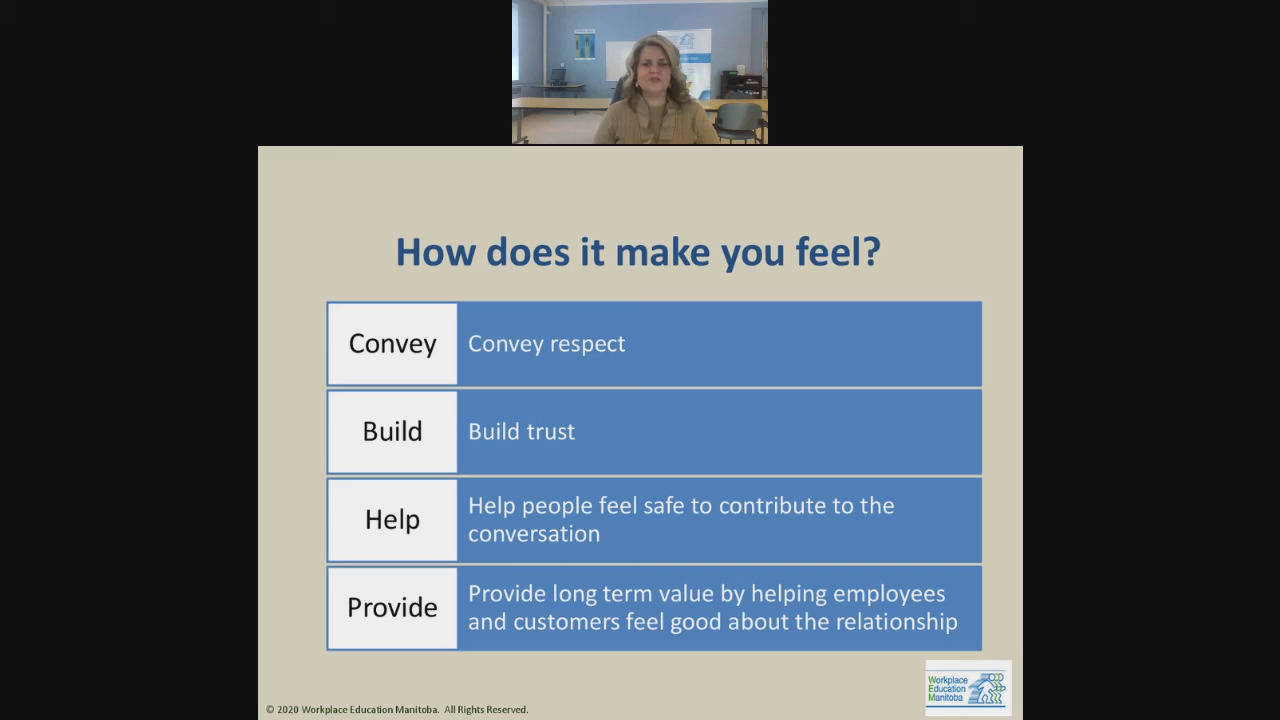 How does it make you feel?
Convey
Convey respect
Build
Build trust
Help
Help people feel safe to contribute to the
conversation
Provide
Provide long term value by helping employees
and customers feel good about the relationship
Workplace
Education
Manitoba
© 2020 Workplace Education Manitoba. All Rights Reserved.